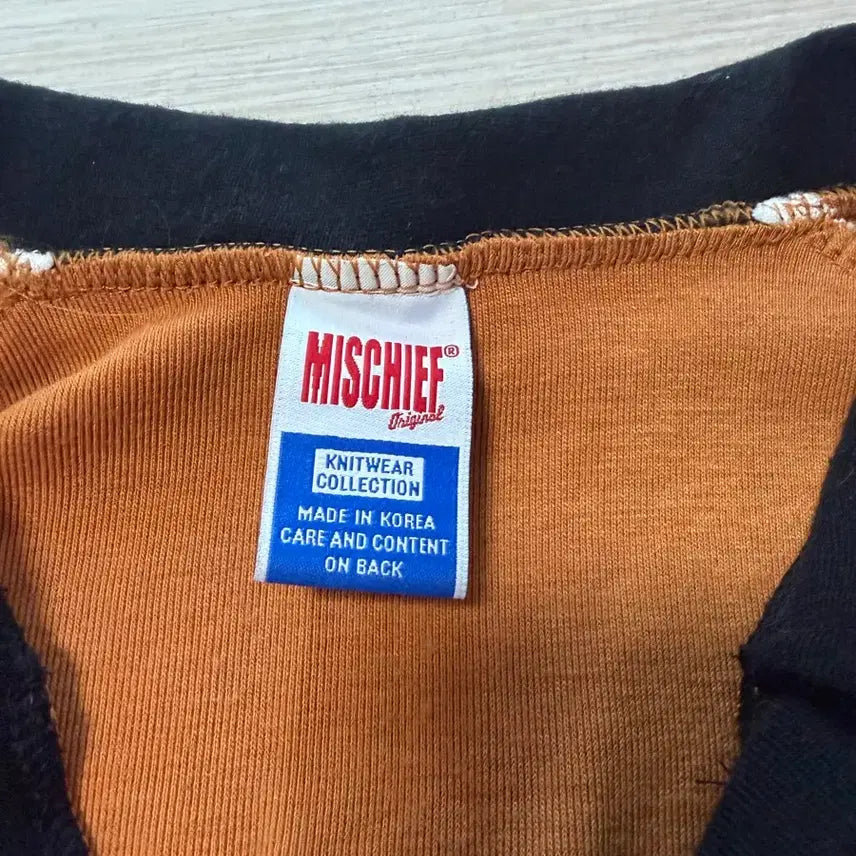 MISCHIEF®
Original
KNITWEAR
COLLECTION
MADE IN KOREA
CARE AND CONTENT
ON BACK